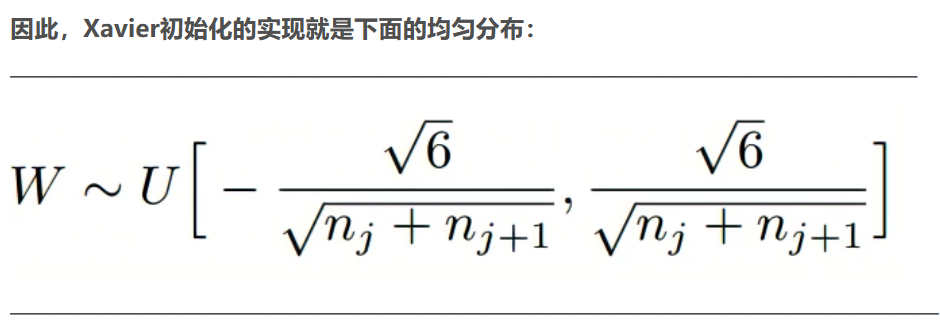 因此，Xavier初始化的实现就是下面的均匀分布：
W ∼ U[ − √6 / √(n_j + n_{j+1}) , √6 / √(n_j + n_{j+1}) ]